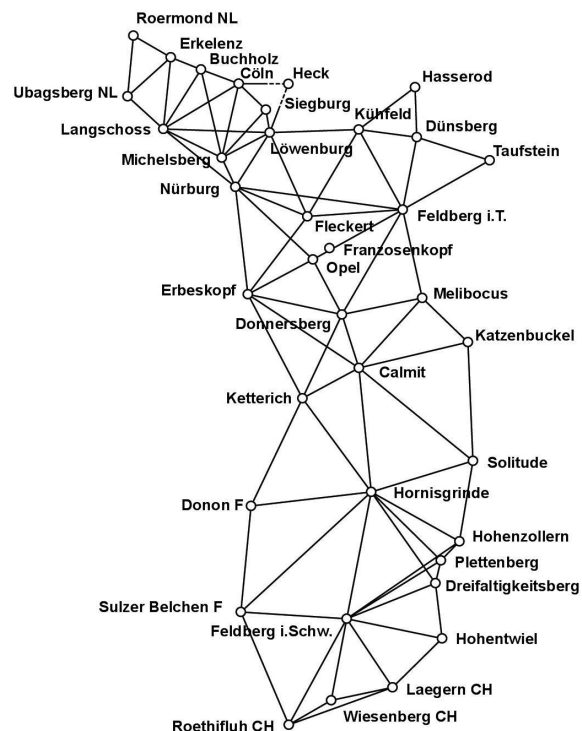 Roermond NL
Erkelenz
Buchholz
Cöln
Heck
Hasserod
Ubagsberg NL
Siegburg
Kühfeld
Langschoss
Dünsberg
Löwenburg
Michelsberg
Taufstein
Nürburg
Fleckert
Feldberg i.T.
Franzosenkopf
Opel
Erbeskopf
Melibocus
Donnersberg
Katzenbuckel
Calmit
Ketterich
Solitude
Hornisgrinde
Donon F
Hohenzollern
Plettenberg
Dreifaltigkeitsberg
Sulzer Belchen F
Feldberg i.Schw.
Hohentwiel
Laegern CH
Wiesenberg CH
Roethifluh CH